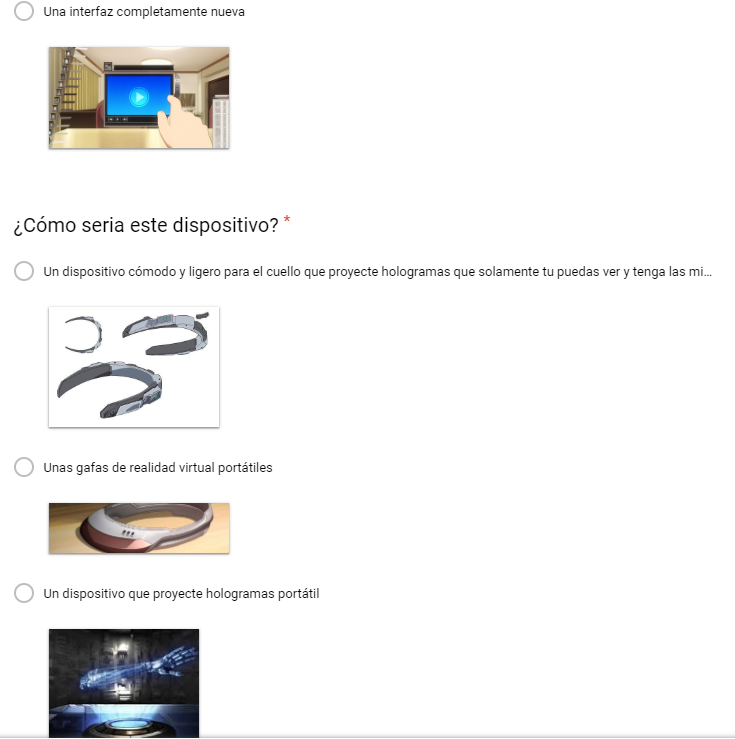 Una interfaz completamente nueva
¿Cómo seria este dispositivo? *
Un dispositivo cómodo y ligero para el cuello que proyecte hologramas que solamente tu puedas ver y tenga las mi...
Unas gafas de realidad virtual portátiles
Un dispositivo que proyecte hologramas portátil